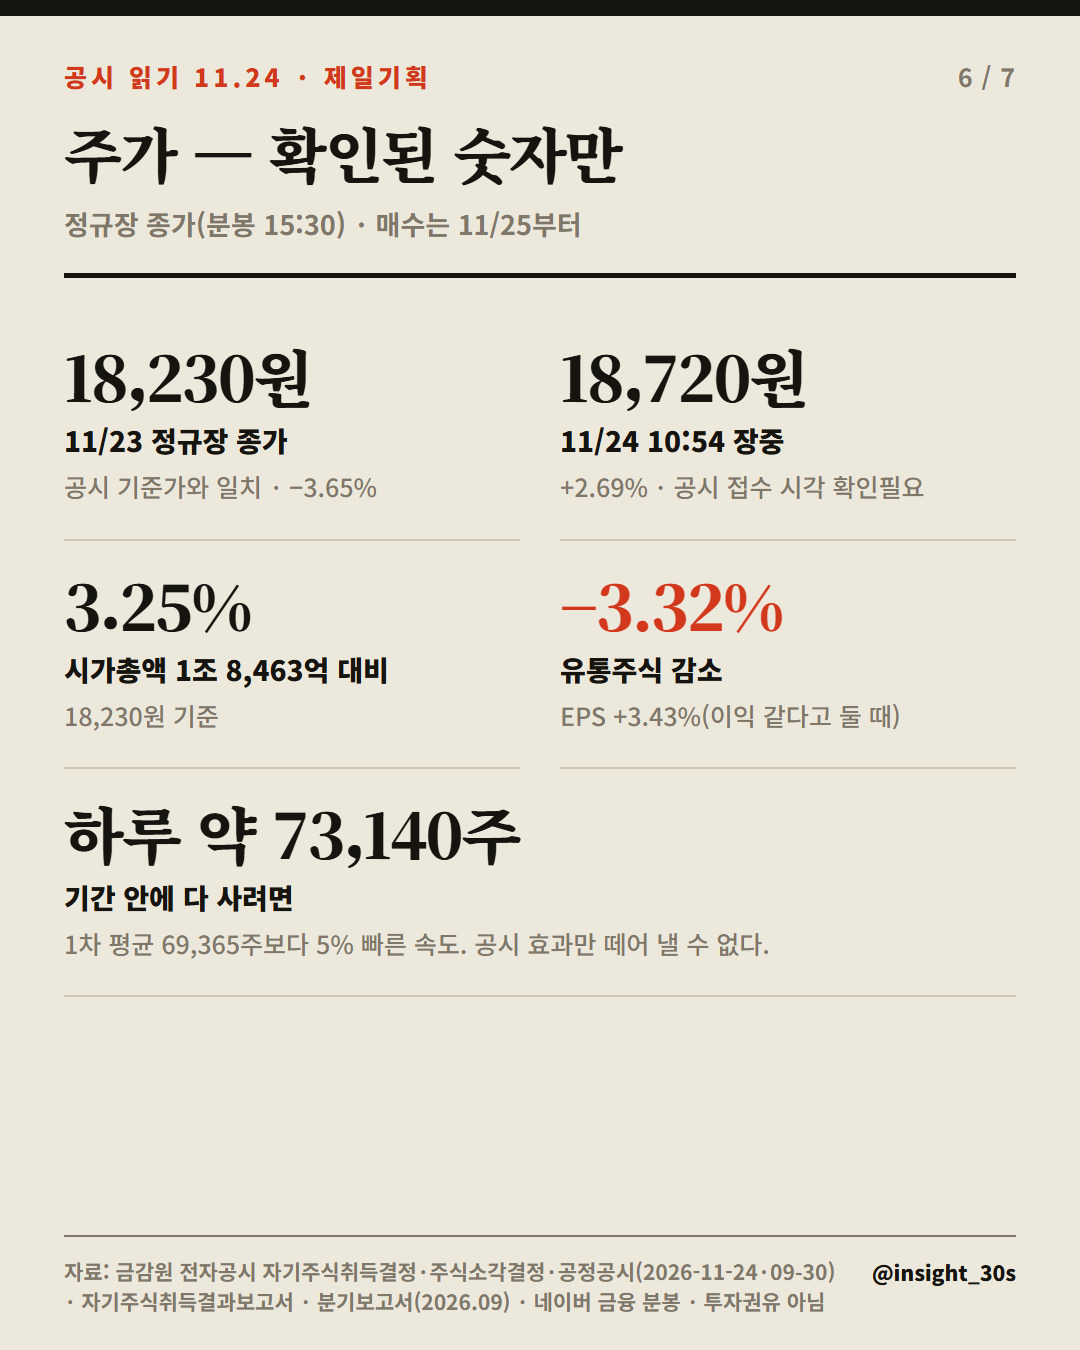 공시 읽기 11.24 · 제일기획
6 / 7
주가 — 확인된 숫자만
정규장 종가(분봉 15:30) · 매수는 11/25부터
18,230원
11/23 정규장 종가
공시 기준가와 일치 · −3.65%
18,720원
11/24 10:54 장중
+2.69% · 공시 접수 시각 확인필요
3.25%
시가총액 1조 8,463억 대비
18,230원 기준
−3.32%
유통주식 감소
EPS +3.43%(이익 같다고 둘 때)
하루 약 73,140주
기간 안에 다 사려면
1차 평균 69,365주보다 5% 빠른 속도. 공시 효과만 떼어 낼 수 없다.
자료: 금감원 전자공시 자기주식취득결정·주식소각결정·공정공시(2026-11-24·09-30)
· 자기주식취득결과보고서 · 분기보고서(2026.09) · 네이버 금융 분봉 · 투자권유 아님
@insight_30s